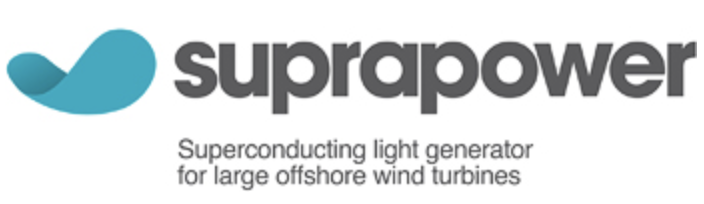 suprapower
Superconducting light generator
for large offshore wind turbines